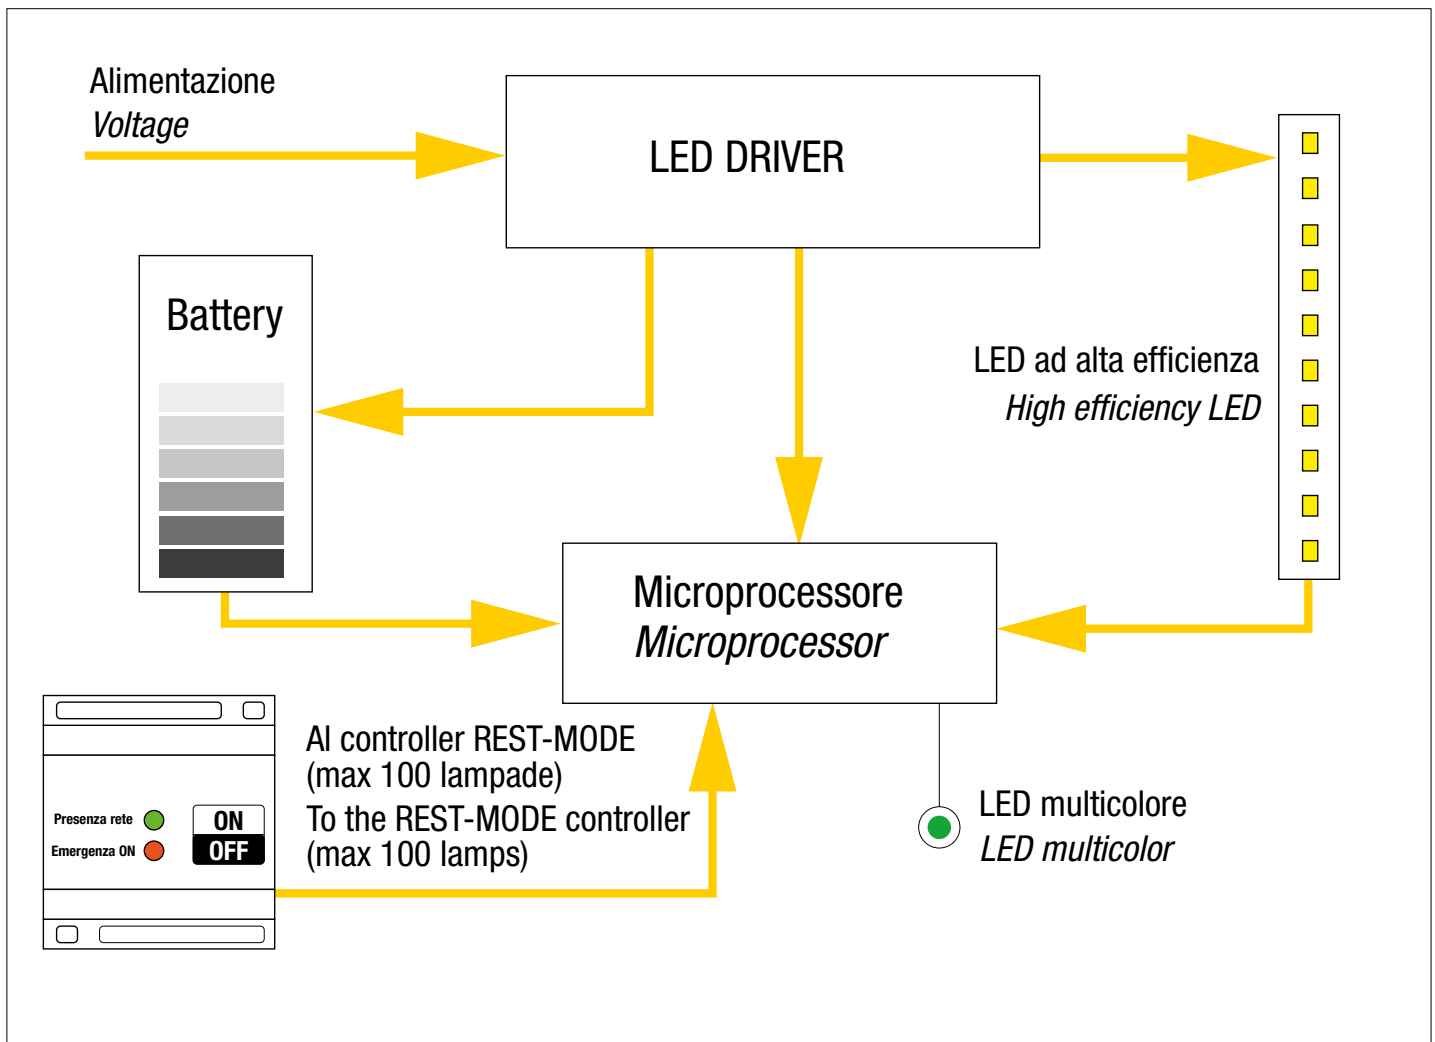 Alimentazione
Voltage
LED DRIVER
Battery
LED ad alta efficienza
High efficiency LED
Microprocessore
Microprocessor
Al controller REST-MODE
(max 100 lampade)
To the REST-MODE controller
(max 100 lamps)
Presenza rete
Emergenza ON
ON
OFF
LED multicolore
LED multicolor